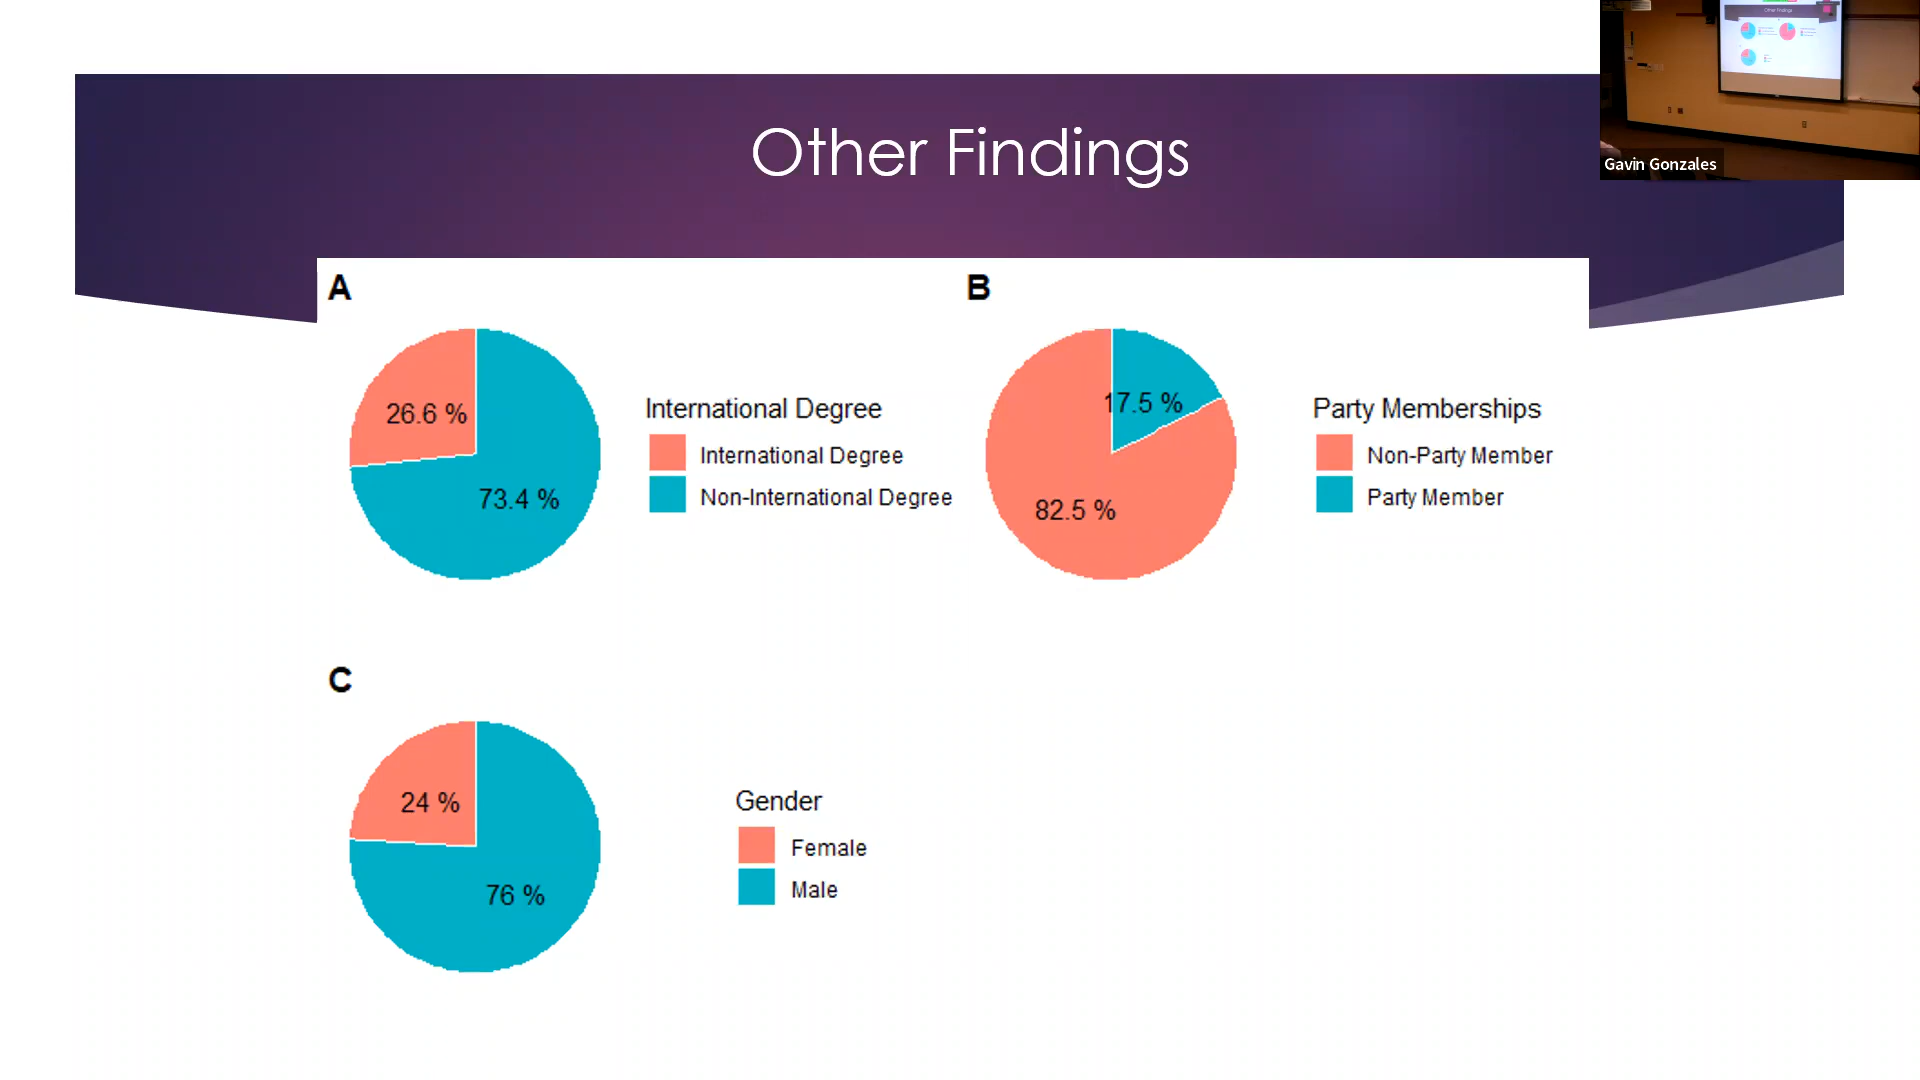 Other Findings
Gavin Gonzales
A
26.6 %
73.4 %
International Degree
International Degree
Non-International Degree
B
17.5 %
82.5 %
Party Memberships
Non-Party Member
Party Member
C
24 %
76 %
Gender
Female
Male